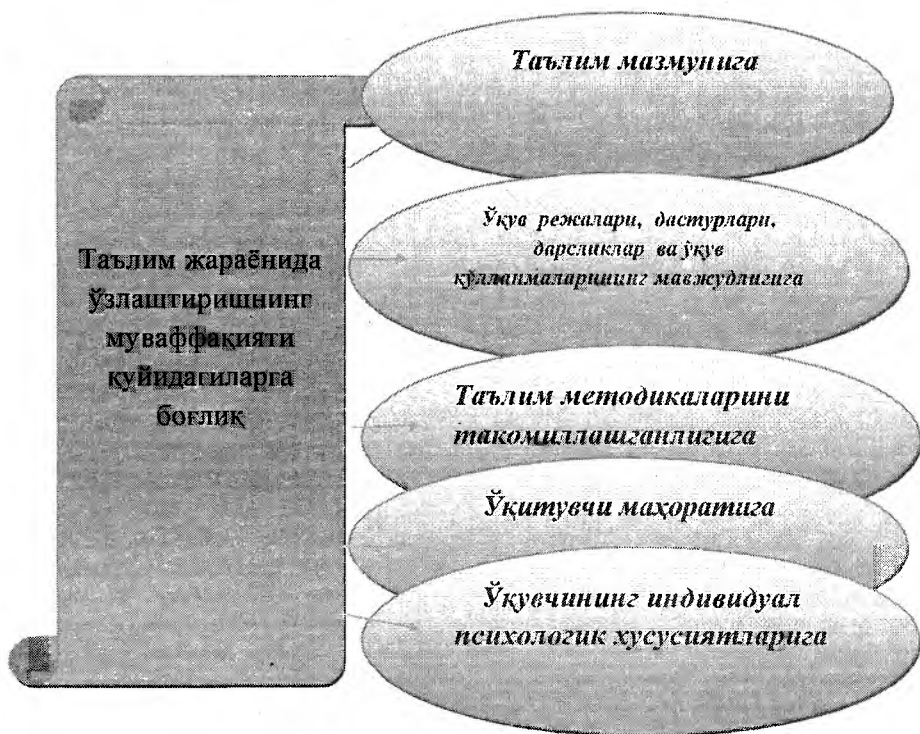 Таълим жараёнида
ўзлаштиришнинг
муваффақияти
қуйидагиларга
боғлиқ
Таълим мазмунига
Ўқув режалари, дастурлари,
дарсликлар ва ўқув
қўлланмаларининг мавжудлигига
Таълим методикаларини
такомиллашганлигига
Ўқитувчи маҳоратига
Ўқувчининг индивидуал
психологик хусусиятларига